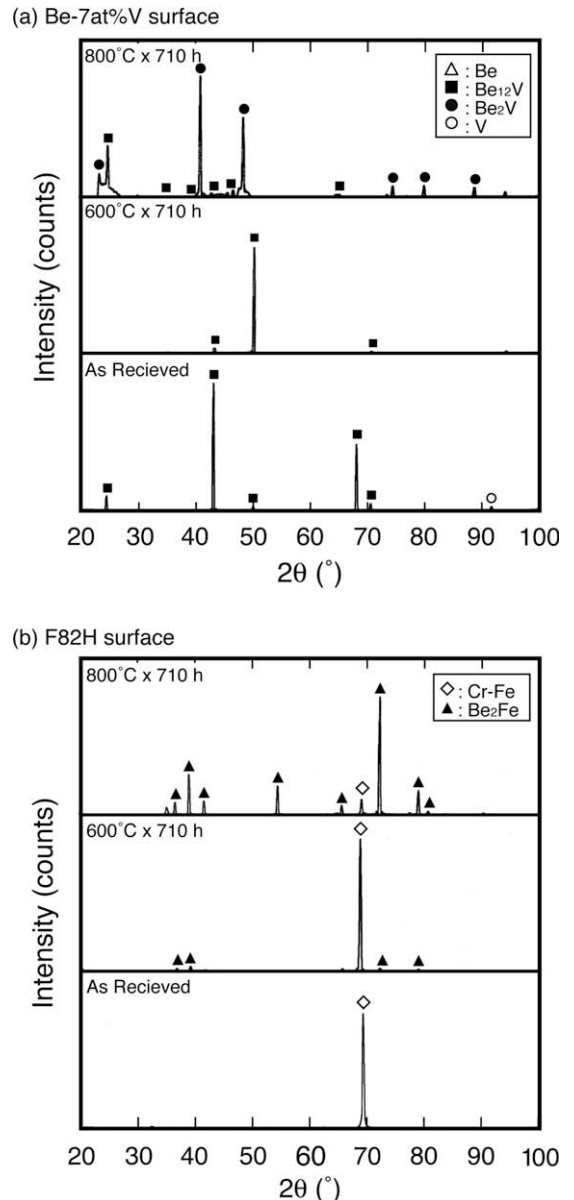 (a) Be-7at%V surface
800˚C x 710 h
△ : Be
■ : Be12V
● : Be2V
○ : V
600˚C x 710 h
As Recieved
Intensity (counts)
20 30 40 50 60 70 80 90 100
2θ (˚)
(b) F82H surface
800˚C x 710 h
◇ : Cr-Fe
▲ : Be2Fe
600˚C x 710 h
As Recieved
Intensity (counts)
20 30 40 50 60 70 80 90 100
2θ (˚)